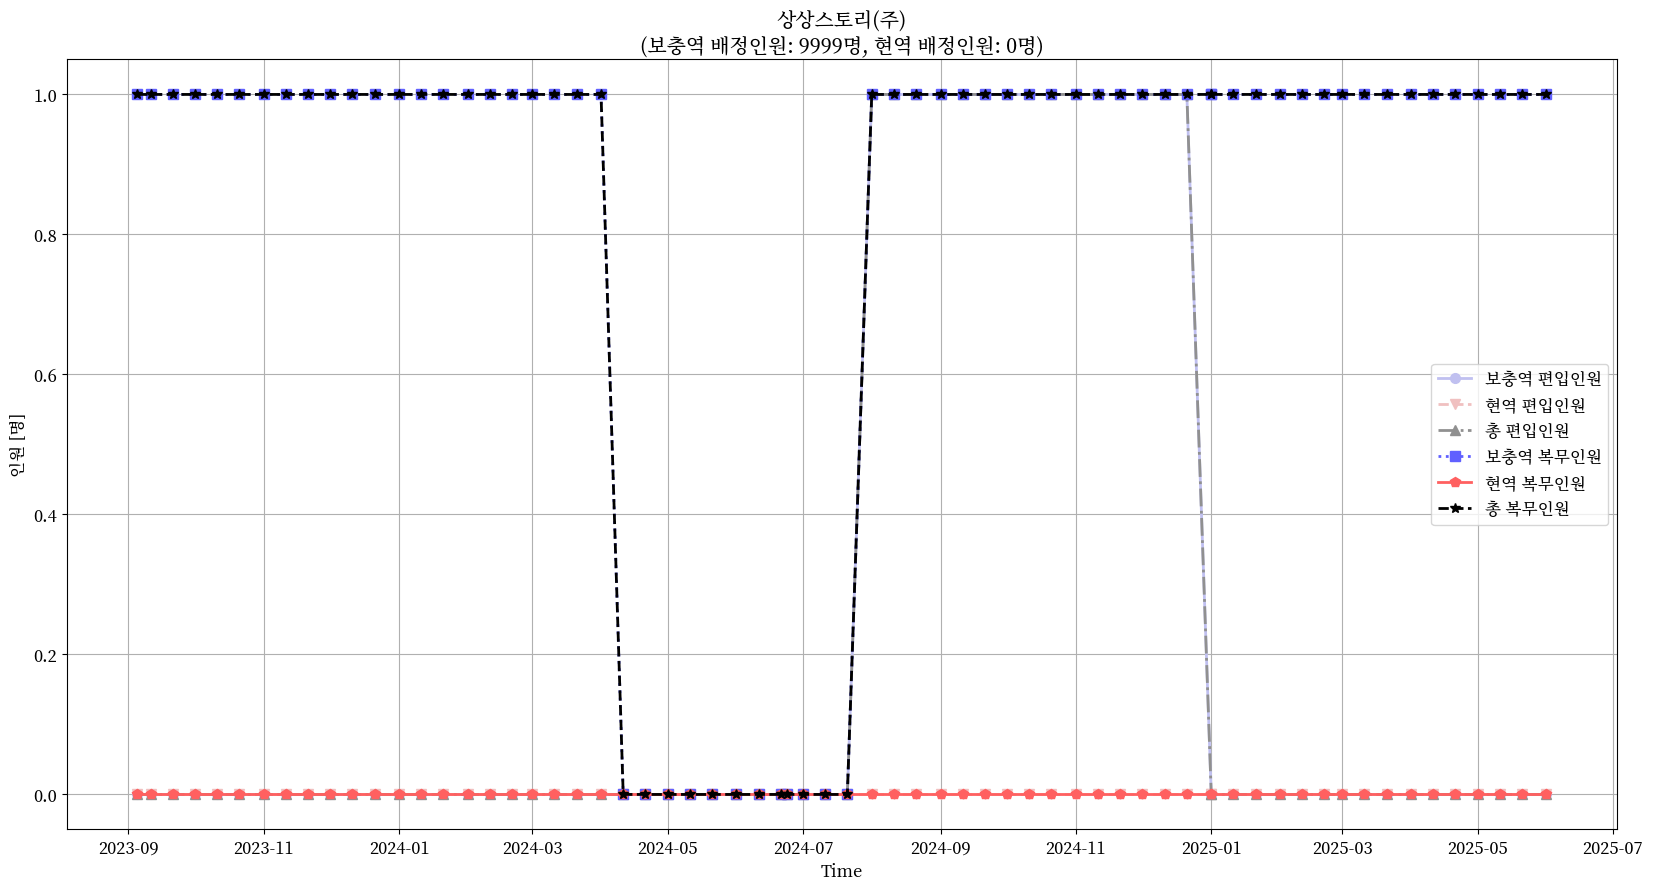 상상스토리(주)
(보충역 배정인원: 9999명, 현역 배정인원: 0명)
인원 [명]
1.0
0.8
0.6
0.4
0.2
0.0
보충역 편입인원
현역 편입인원
총 편입인원
보충역 복무인원
현역 복무인원
총 복무인원
2023-09 2023-11 2024-01 2024-03 2024-05 2024-07 2024-09 2024-11 2025-01 2025-03 2025-05 2025-07
Time